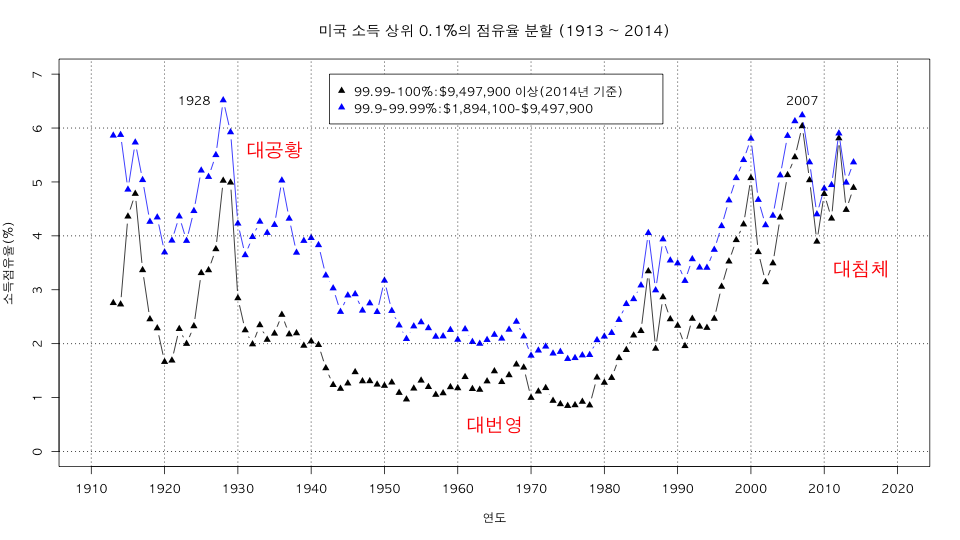 미국 소득 상위 0.1%의 점유율 분할 (1913 ~ 2014)
99.99-100%:$9,497,900 이상(2014년 기준)
99.9-99.99%:$1,894,100-$9,497,900
1928
2007
대공황
대침체
대번영
소득점유율(%)
7
6
5
4
3
2
1
0
1910 1920 1930 1940 1950 1960 1970 1980 1990 2000 2010 2020
연도